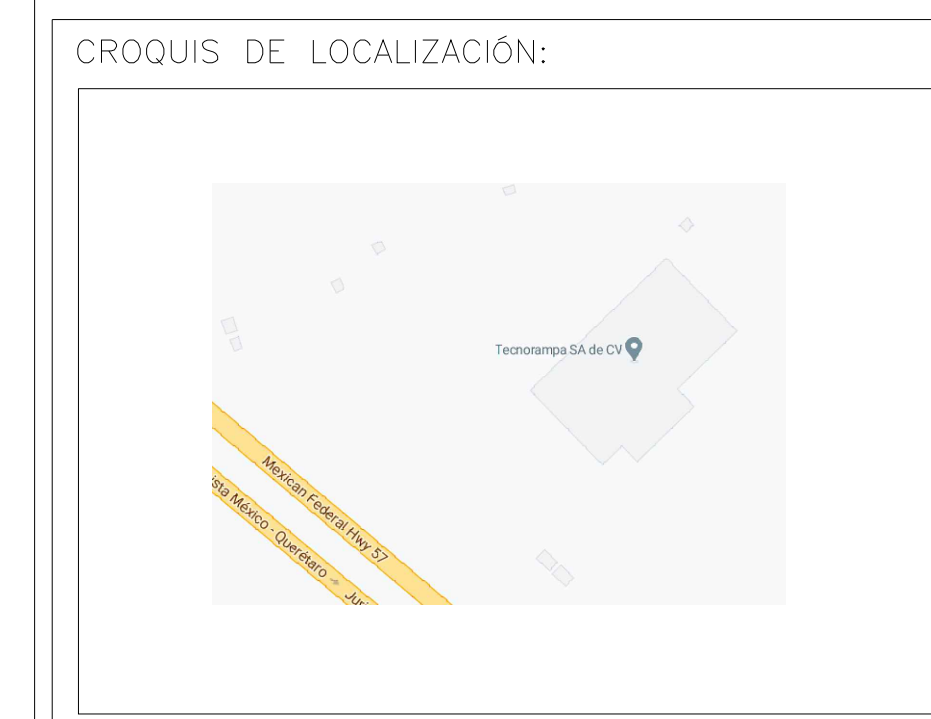 CROQUIS DE LOCALIZACIÓN:
Tecnorampa SA de CV
Mexican Federal Hwy 57
ista México - Querétaro